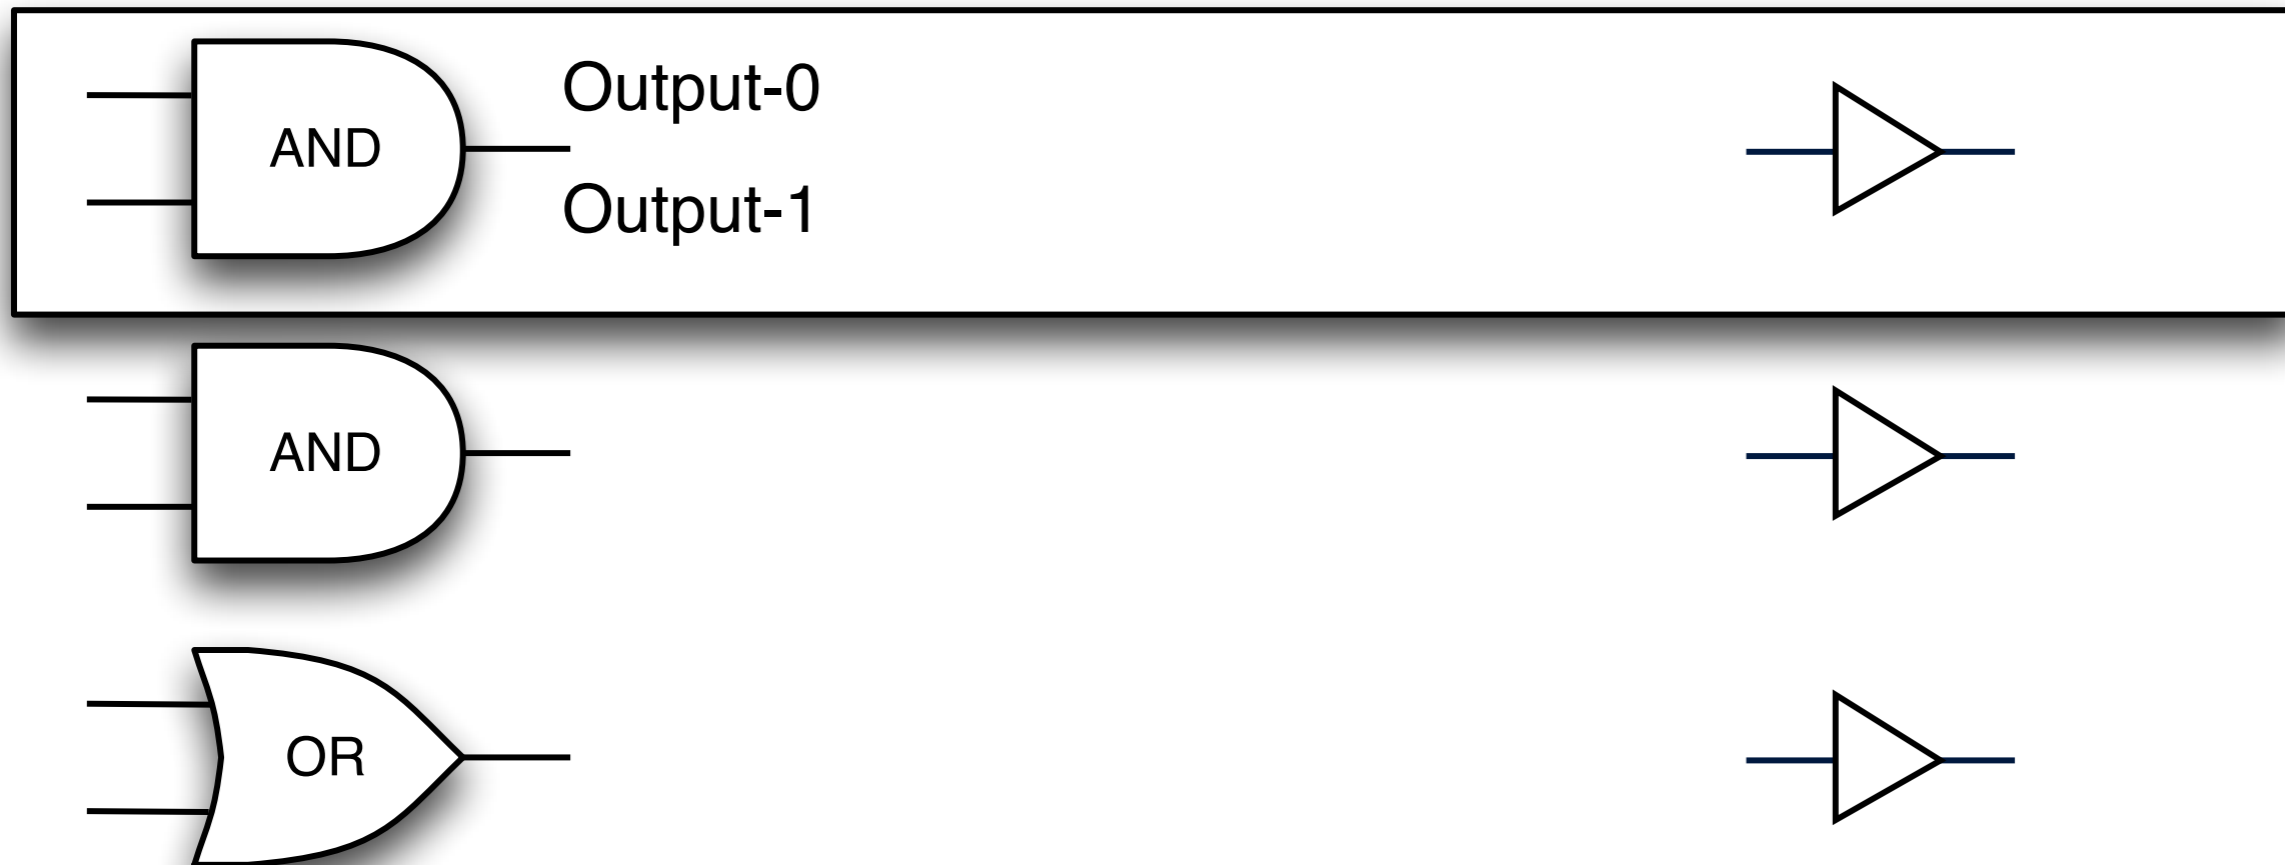 Output-0
AND
Output-1
AND
OR